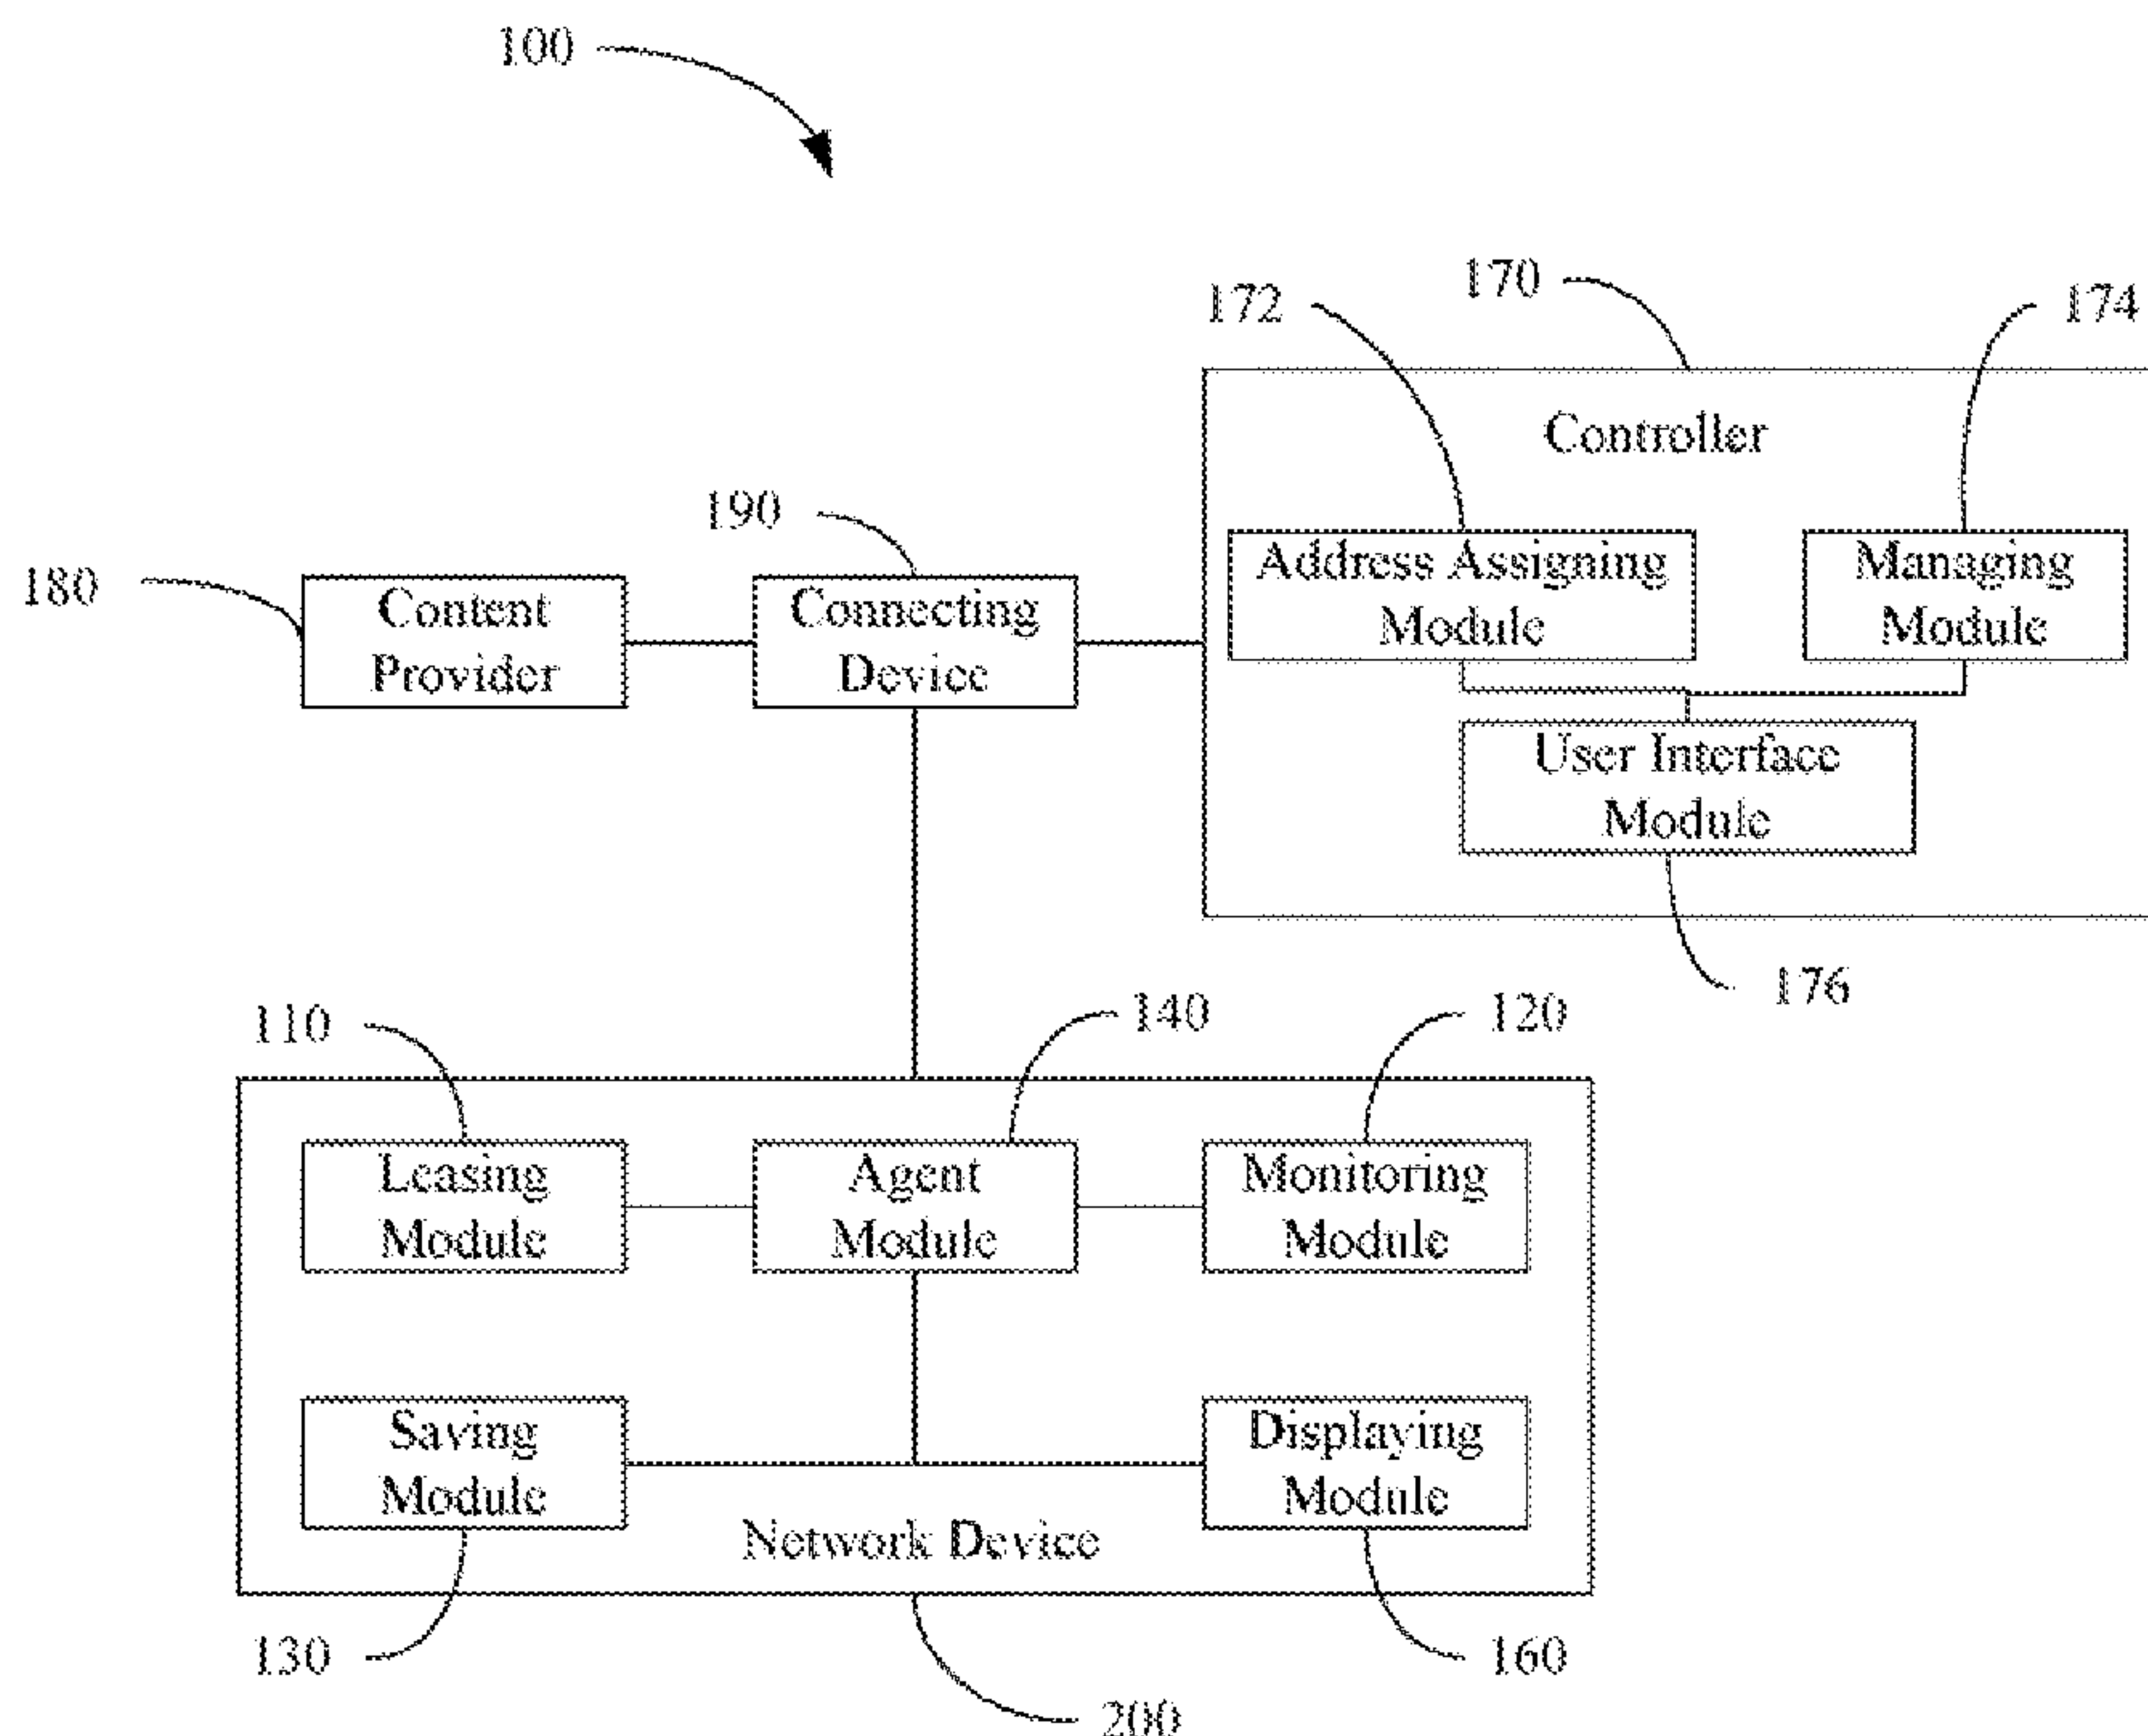 100
170
172
174
Controller
190
Address Assigning
Module
Managing
Module
180
Content
Provider
Connecting
Device
User Interface
Module
176
110
140
120
Leasing
Module
Agent
Module
Monitoring
Module
Saving
Module
Displaying
Module
Network Device
130
160
200